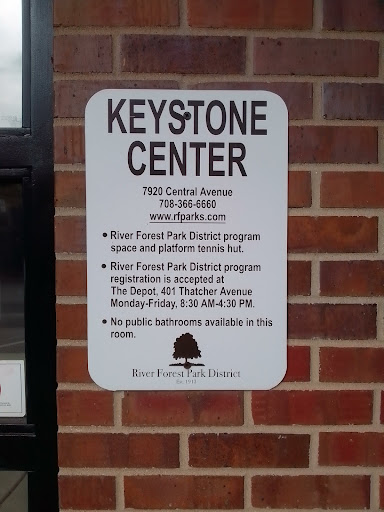 KEYSTONE
CENTER
7920 Central Avenue
708-366-6660
www.rfparks.com
• River Forest Park District program
space and platform tennis hut.
• River Forest Park District program
registration is accepted at
The Depot, 401 Thatcher Avenue
Monday-Friday, 8:30 AM-4:30 PM.
• No public bathrooms available in this
room.
River Forest Park District